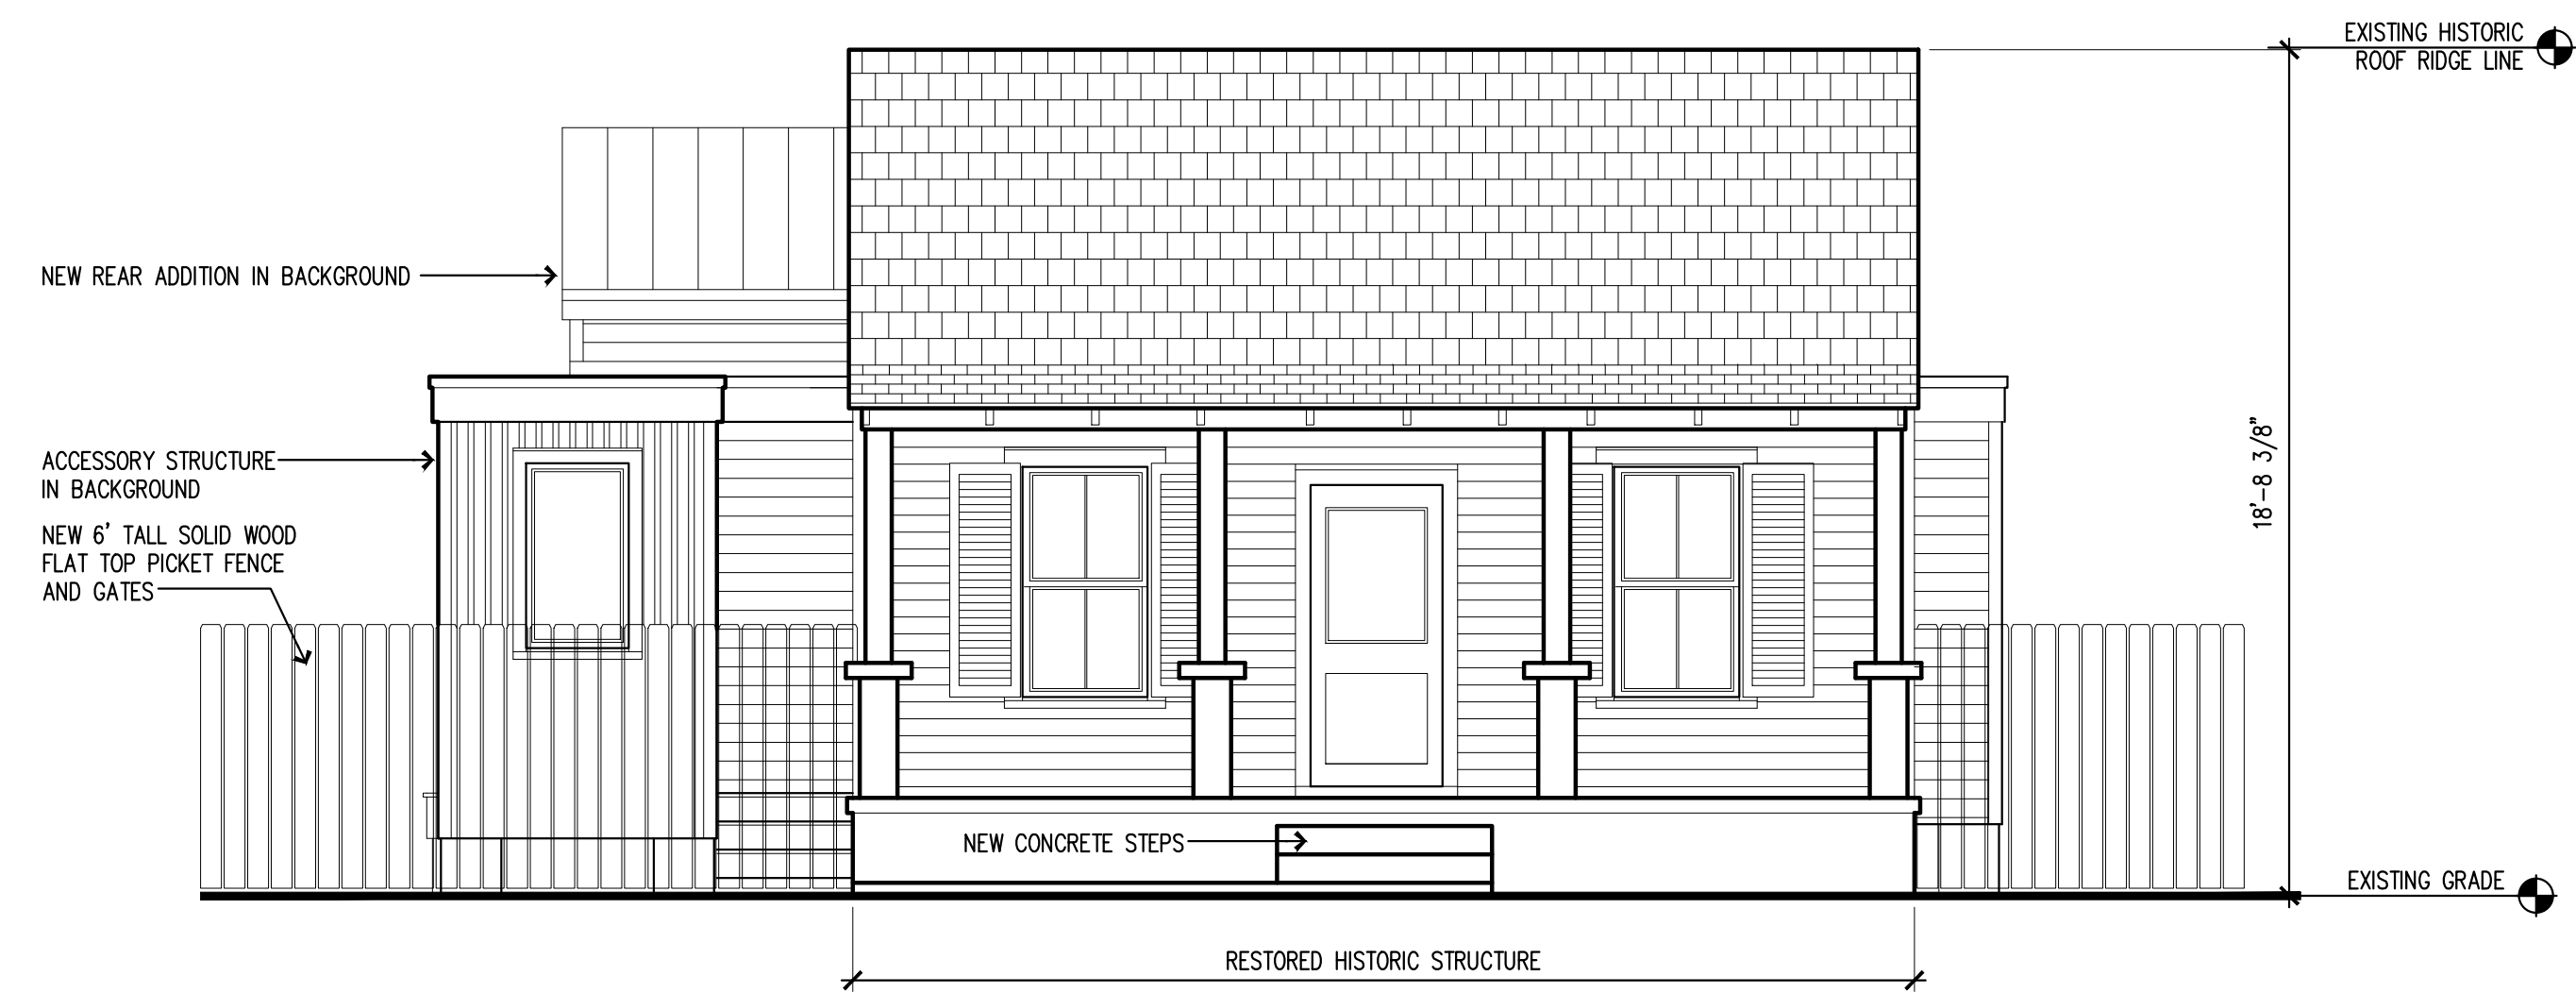 EXISTING HISTORIC
ROOF RIDGE LINE
NEW REAR ADDITION IN BACKGROUND
ACCESSORY STRUCTURE
IN BACKGROUND
NEW 6' TALL SOLID WOOD
FLAT TOP PICKET FENCE
AND GATES
18'-8 3/8"
NEW CONCRETE STEPS
EXISTING GRADE
RESTORED HISTORIC STRUCTURE